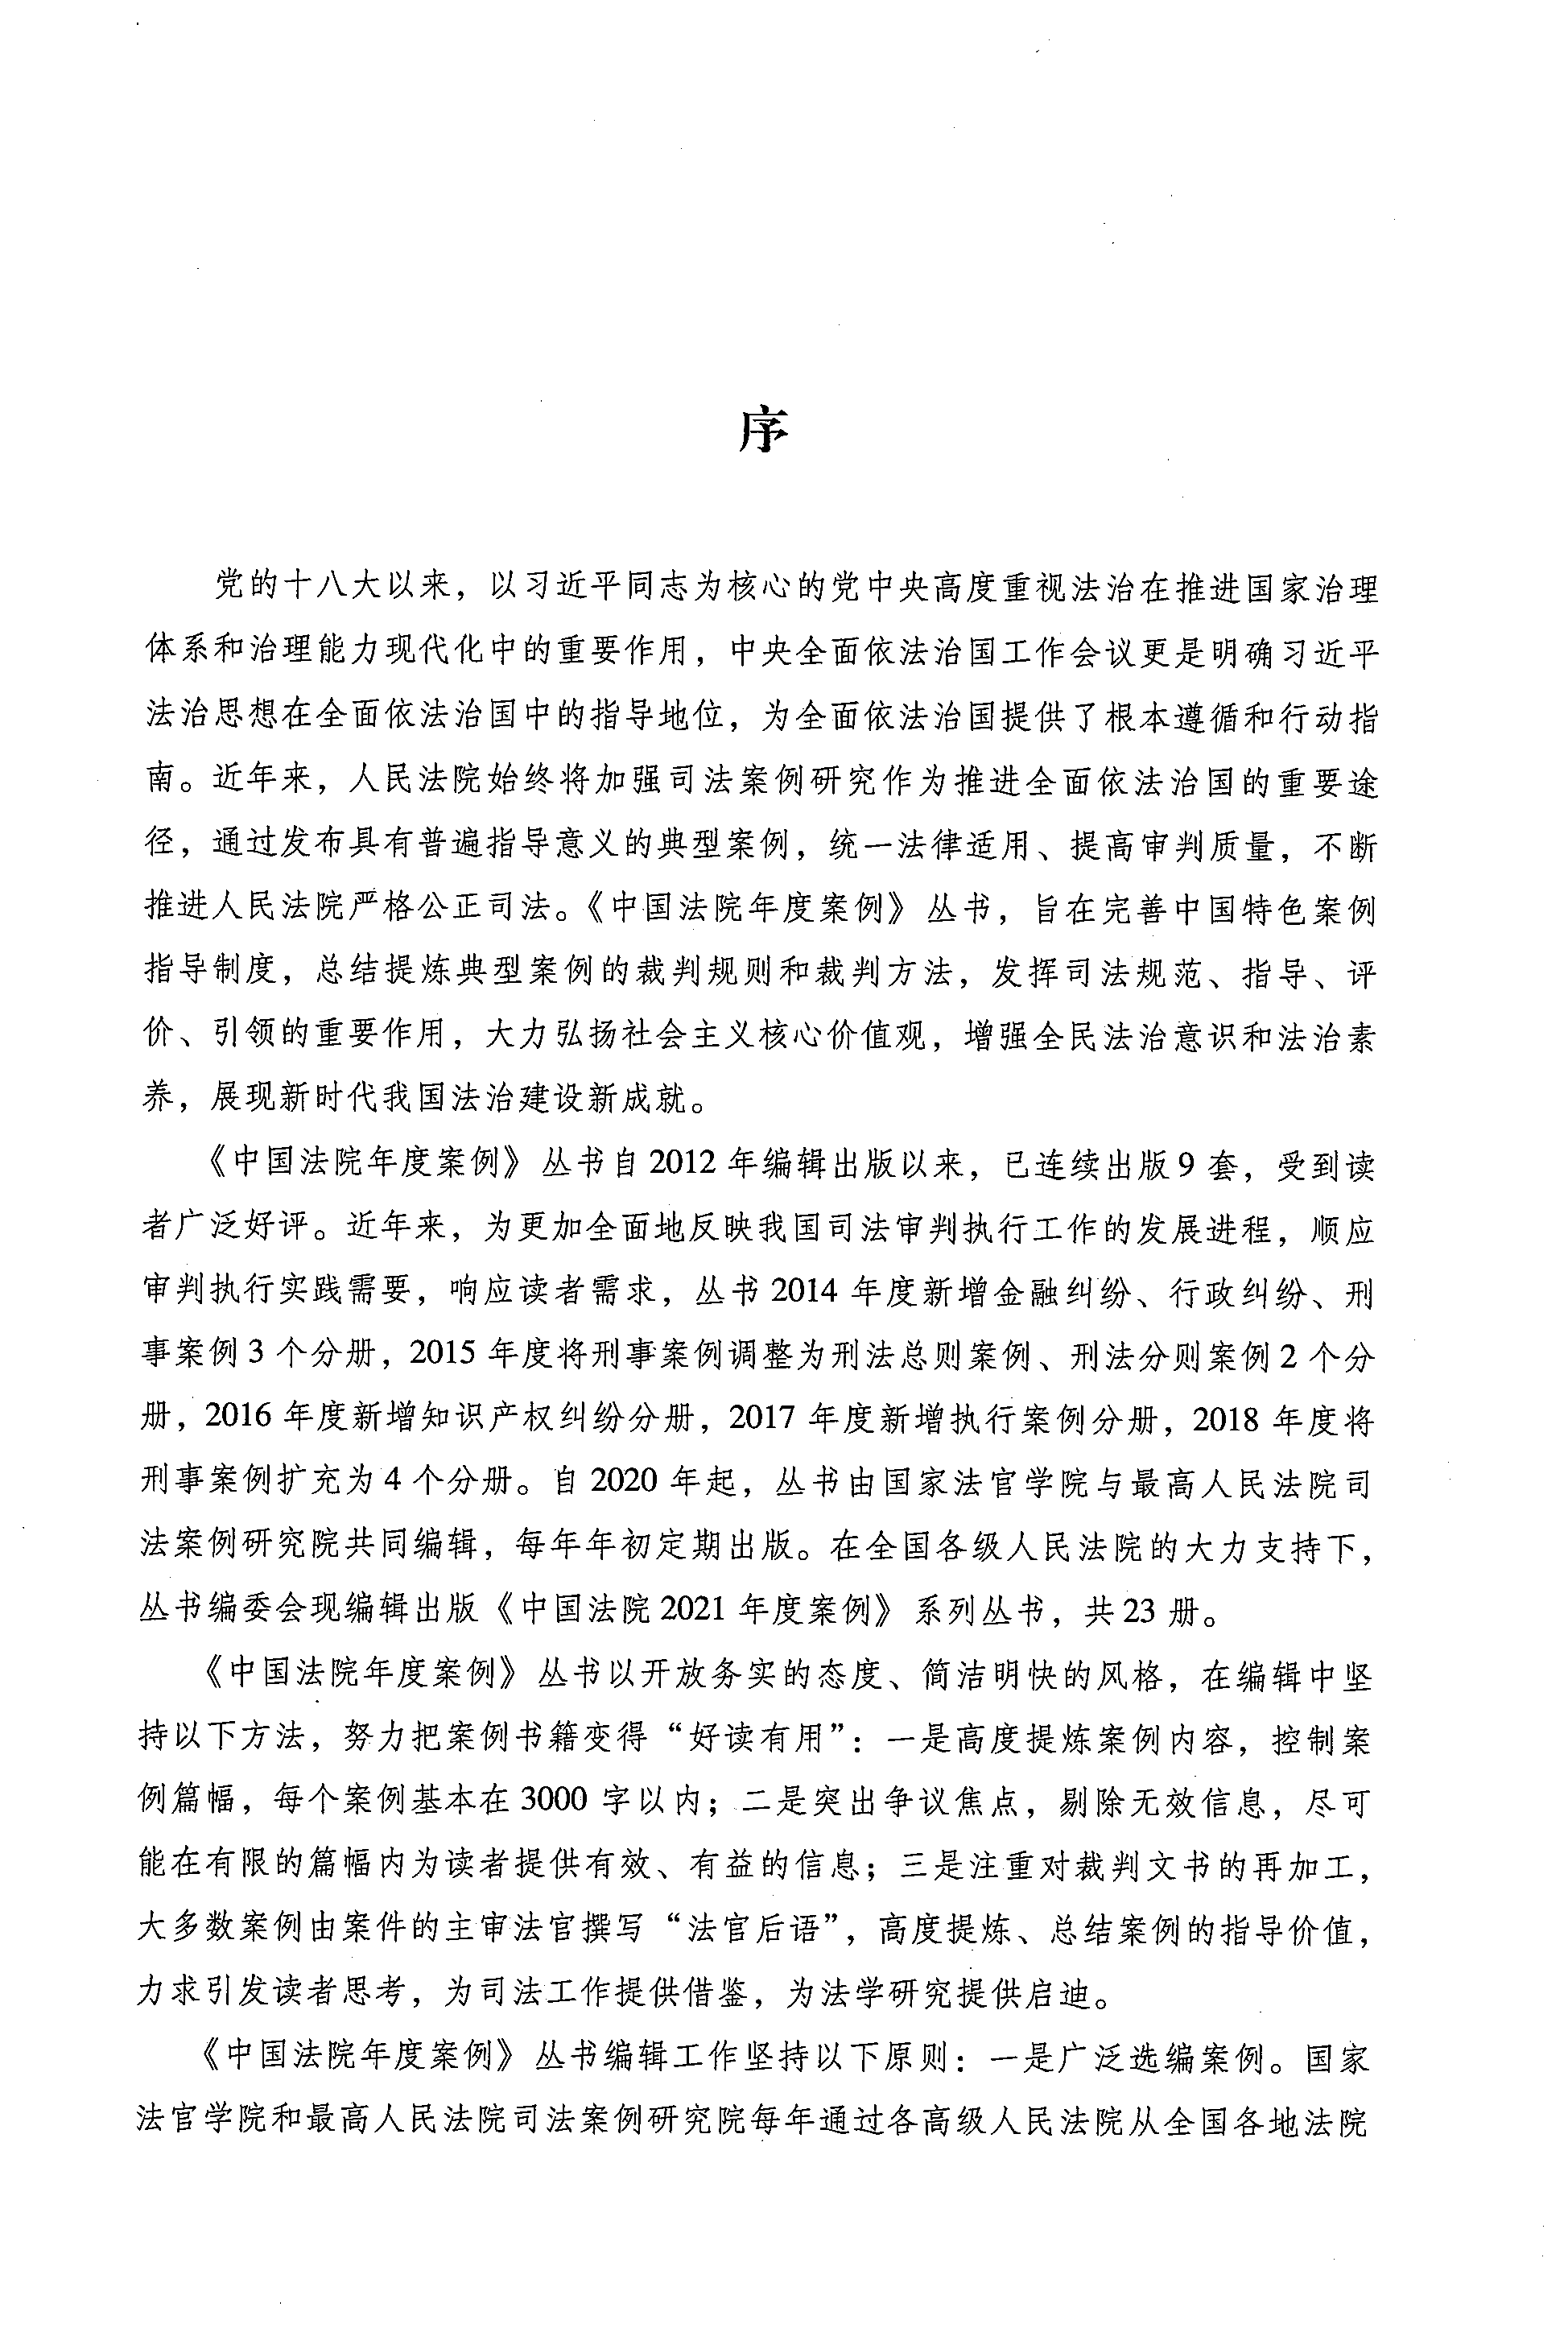 序
党的十八大以来，以习近平同志为核心的党中央高度重视法治在推进国家治理
体系和治理能力现代化中的重要作用，中央全面依法治国工作会议更是明确习近平
法治思想在全面依法治国中的指导地位，为全面依法治国提供了根本遵循和行动指
南。近年来，人民法院始终将加强司法案例研究作为推进全面依法治国的重要途
径，通过发布具有普遍指导意义的典型案例，统一法律适用、提高审判质量，不断
推进人民法院严格公正司法。《中国法院年度案例》丛书，旨在完善中国特色案例
指导制度，总结提炼典型案例的裁判规则和裁判方法，发挥司法规范、指导、评
价、引领的重要作用，大力弘扬社会主义核心价值观，增强全民法治意识和法治素
养，展现新时代我国法治建设新成就。
《中国法院年度案例》丛书自2012年编辑出版以来，已连续出版9套，受到读
者广泛好评。近年来，为更加全面地反映我国司法审判执行工作的发展进程，顺应
审判执行实践需要，响应读者需求，丛书2014年度新增金融纠纷、行政纠纷、刑
事案例3个分册，2015年度将刑事案例调整为刑法总则案例、刑法分则案例2个分
册，2016年度新增知识产权纠纷分册，2017年度新增执行案例分册，2018年度将
刑事案例扩充为4个分册。自2020年起，丛书由国家法官学院与最高人民法院司
法案例研究院共同编辑，每年年初定期出版。在全国各级人民法院的大力支持下，
丛书编委会现编辑出版《中国法院2021年度案例》系列丛书，共23册。
《中国法院年度案例》丛书以开放务实的态度、简洁明快的风格，在编辑中坚
持以下方法，努力把案例书籍变得“好读有用”：一是高度提炼案例内容，控制案
例篇幅，每个案例基本在3000字以内；二是突出争议焦点，剔除无效信息，尽可
能在有限的篇幅内为读者提供有效、有益的信息；三是注重对裁判文书的再加工，
大多数案例由案件的主审法官撰写“法官后语”，高度提炼、总结案例的指导价值，
力求引发读者思考，为司法工作提供借鉴，为法学研究提供启迪。
《中国法院年度案例》丛书编辑工作坚持以下原则：一是广泛选编案例。国家
法官学院和最高人民法院司法案例研究院每年通过各高级人民法院从全国各地法院